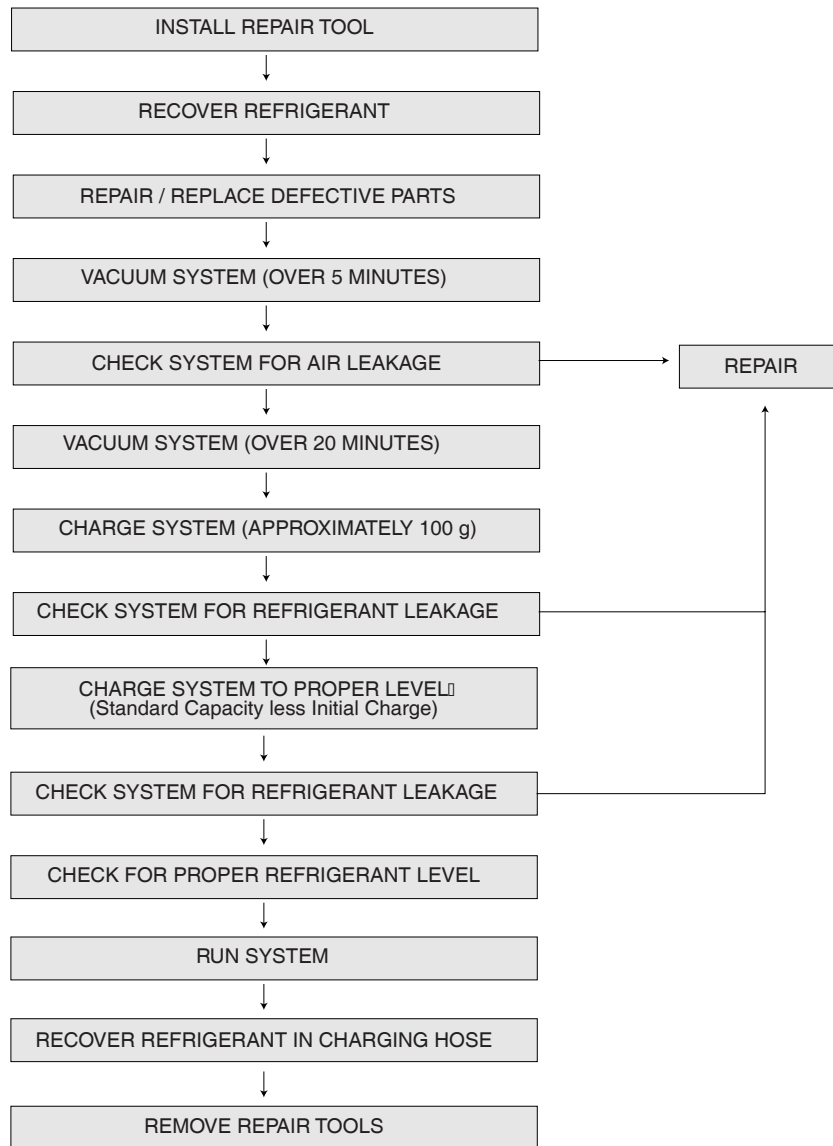 INSTALL REPAIR TOOL
RECOVER REFRIGERANT
REPAIR / REPLACE DEFECTIVE PARTS
VACUUM SYSTEM (OVER 5 MINUTES)
CHECK SYSTEM FOR AIR LEAKAGE
REPAIR
VACUUM SYSTEM (OVER 20 MINUTES)
CHARGE SYSTEM (APPROXIMATELY 100 g)
CHECK SYSTEM FOR REFRIGERANT LEAKAGE
CHARGE SYSTEM TO PROPER LEVEL▯
(Standard Capacity less Initial Charge)
CHECK SYSTEM FOR REFRIGERANT LEAKAGE
CHECK FOR PROPER REFRIGERANT LEVEL
RUN SYSTEM
RECOVER REFRIGERANT IN CHARGING HOSE
REMOVE REPAIR TOOLS